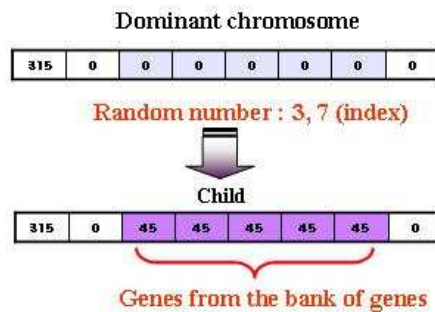 Dominant chromosome
315 0 0 0 0 0 0 0
Random number : 3, 7 (index)
Child
315 0 45 45 45 45 45 0
Genes from the bank of genes